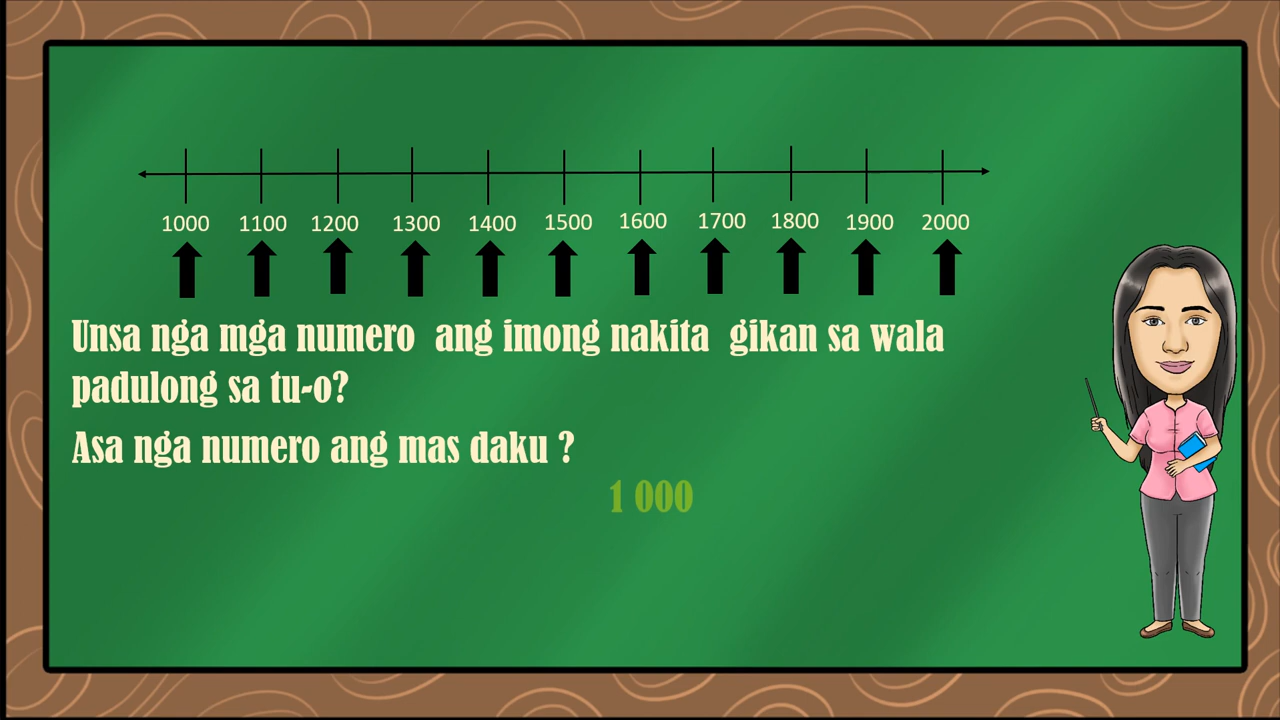 1000 1100 1200 1300 1400 1500 1600 1700 1800 1900 2000
Unsa nga mga numero ang imong nakita gikan sa wala
padulong sa tu-o?
Asa nga numero ang mas daku ?
1 000